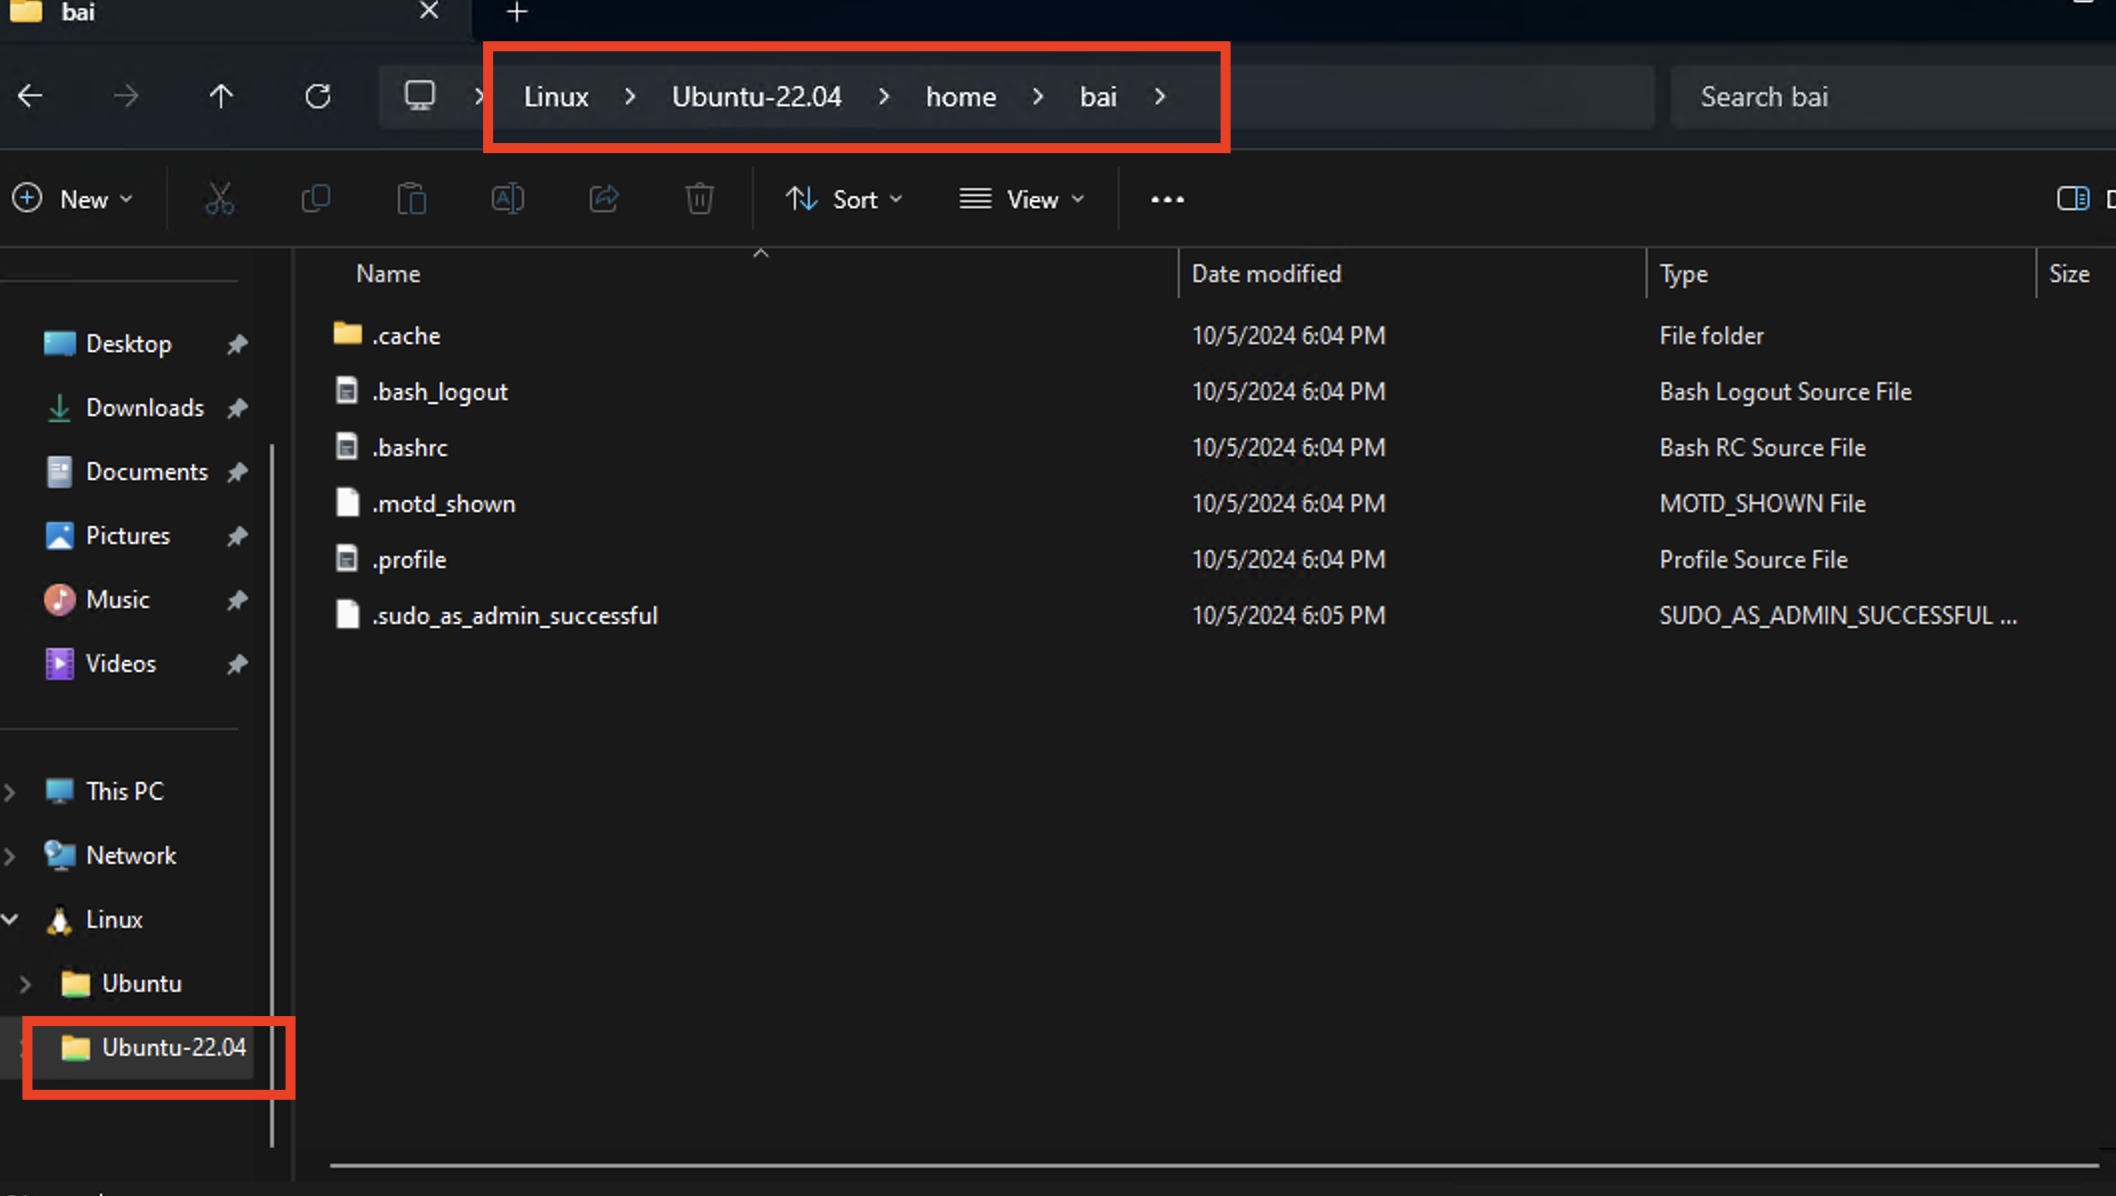 bai
Linux > Ubuntu-22.04 > home > bai >
Search bai
New
Sort
View
Name
Date modified
Type
Size
Desktop
Downloads
Documents
Pictures
Music
Videos
This PC
Network
Linux
Ubuntu
Ubuntu-22.04
.cache 10/5/2024 6:04 PM File folder
.bash_logout 10/5/2024 6:04 PM Bash Logout Source File
.bashrc 10/5/2024 6:04 PM Bash RC Source File
.motd_shown 10/5/2024 6:04 PM MOTD_SHOWN File
.profile 10/5/2024 6:04 PM Profile Source File
.sudo_as_admin_successful 10/5/2024 6:05 PM SUDO_AS_ADMIN_SUCCESSFUL ...